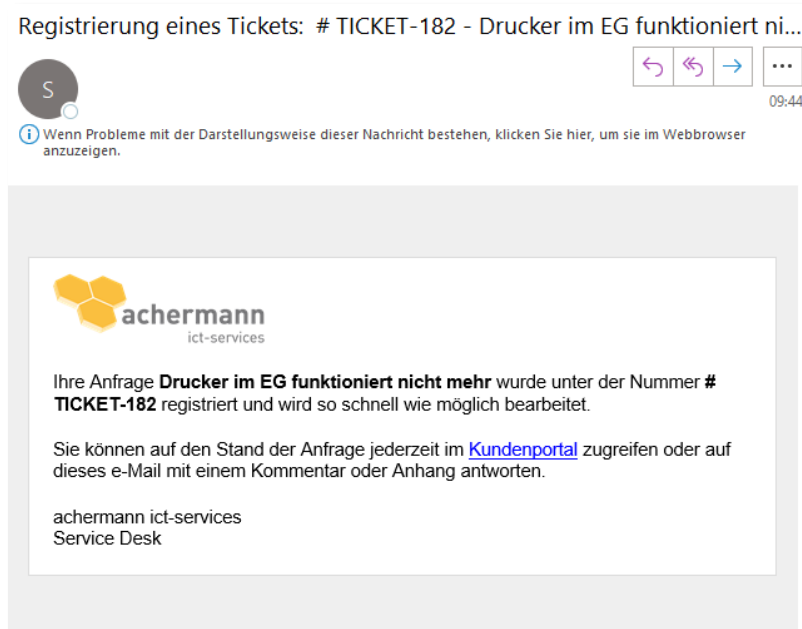 Registrierung eines Tickets: # TICKET-182 - Drucker im EG funktioniert ni...
S
09:44
Wenn Probleme mit der Darstellungsweise dieser Nachricht bestehen, klicken Sie hier, um sie im Webbrowser
anzuzeigen.
achermann
ict-services
Ihre Anfrage Drucker im EG funktioniert nicht mehr wurde unter der Nummer #
TICKET-182 registriert und wird so schnell wie möglich bearbeitet.
Sie können auf den Stand der Anfrage jederzeit im Kundenportal zugreifen oder auf
dieses e-Mail mit einem Kommentar oder Anhang antworten.
achermann ict-services
Service Desk